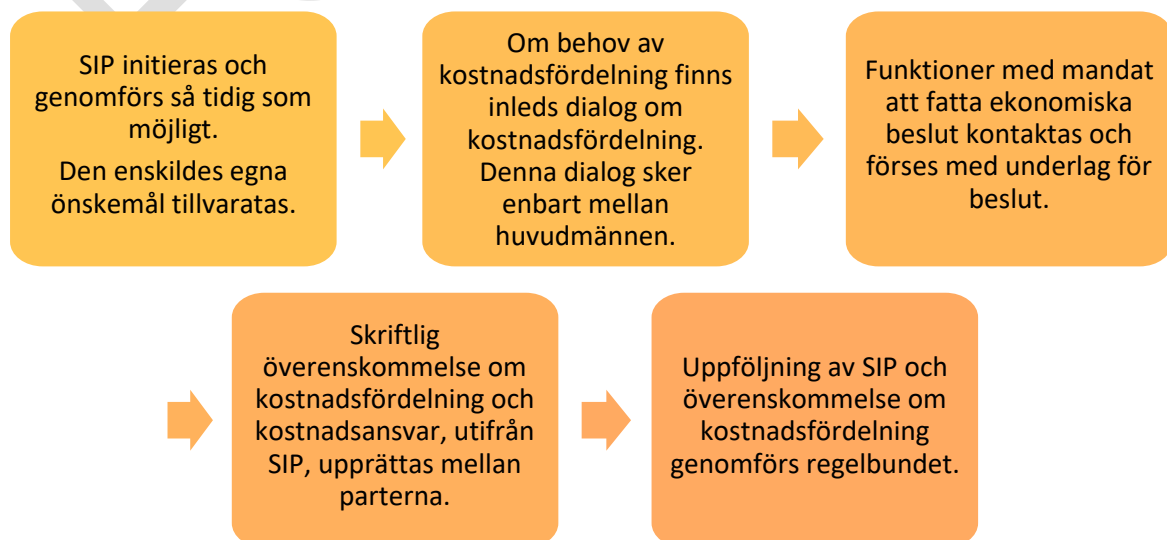 SIP initieras och
genomförs så tidig som
möjligt.
Den enskildes egna
önskemål tillvaratas.
Om behov av
kostnadsfördelning finns
inleds dialog om
kostnadsfördelning.
Denna dialog sker
enbart mellan
huvudmännen.
Funktioner med mandat
att fatta ekonomiska
beslut kontaktas och
förses med underlag för
beslut.
Skriftlig
överenskommelse om
kostnadsfördelning och
kostnadsansvar, utifrån
SIP, upprättas mellan
parterna.
Uppföljning av SIP och
överenskommelse om
kostnadsfördelning
genomförs regelbundet.